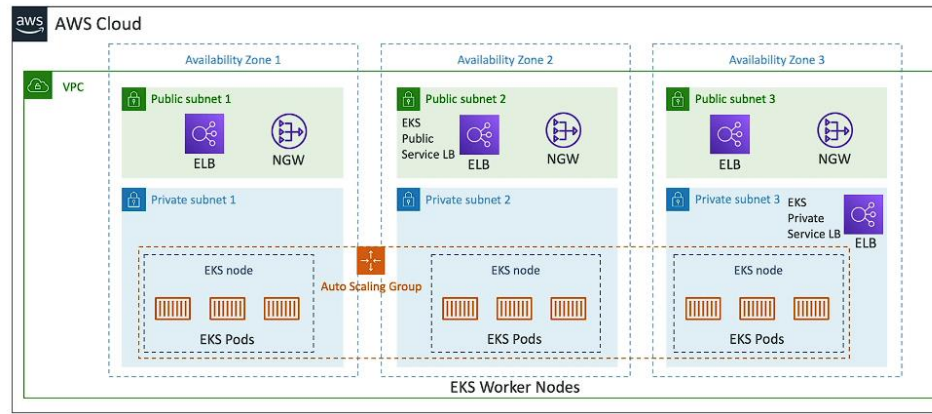 aws
AWS Cloud
Availability Zone 1
Availability Zone 2
Availability Zone 3
VPC
Public subnet 1
ELB
NGW
Public subnet 2
EKS
Public
Service LB
ELB
NGW
Public subnet 3
ELB
NGW
Private subnet 1
Private subnet 2
Private subnet 3
EKS
Private
Service LB
ELB
Auto Scaling Group
EKS node
EKS Pods
EKS node
EKS Pods
EKS node
EKS Pods
EKS Worker Nodes